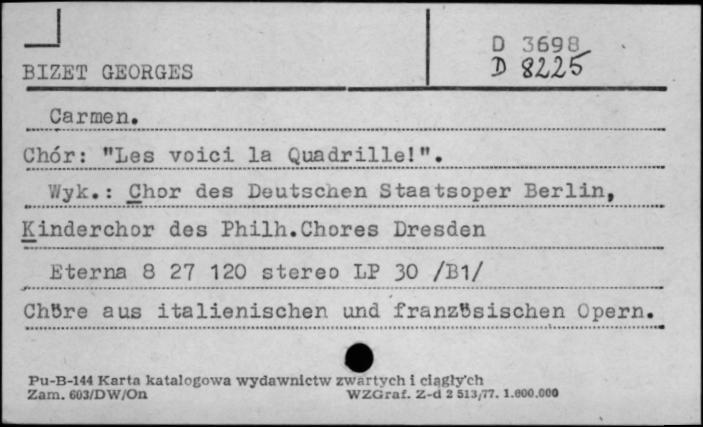 D 3698
BIZET GEORGES D 8225
Carmen.
Chór: "Les voici la Quadrille!".
Wyk.: Chor des Deutschen Staatsoper Berlin,
Kinderchor des Philh.Chores Dresden
Eterna 8 27 120 stereo LP 30 /B1/
Chöre aus italienischen und französischen Opern.
Pu-B-144 Karta katalogowa wydawnictw zwartych i ciągłych
Zam. 603/DW/On WZGraf. Z-d 2 513/77. 1.000.000